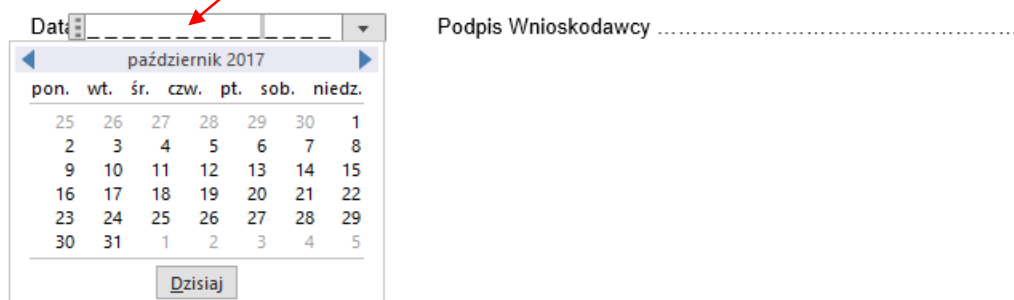 Data _ _ _ _ _ _ _ _ _ _ _ _ _ _ Podpis Wnioskodawcy ……………………………………
październik 2017
pon. wt. śr. czw. pt. sob. niedz.
25 26 27 28 29 30 1
2 3 4 5 6 7 8
9 10 11 12 13 14 15
16 17 18 19 20 21 22
23 24 25 26 27 28 29
30 31 1 2 3 4 5
Dzisiaj